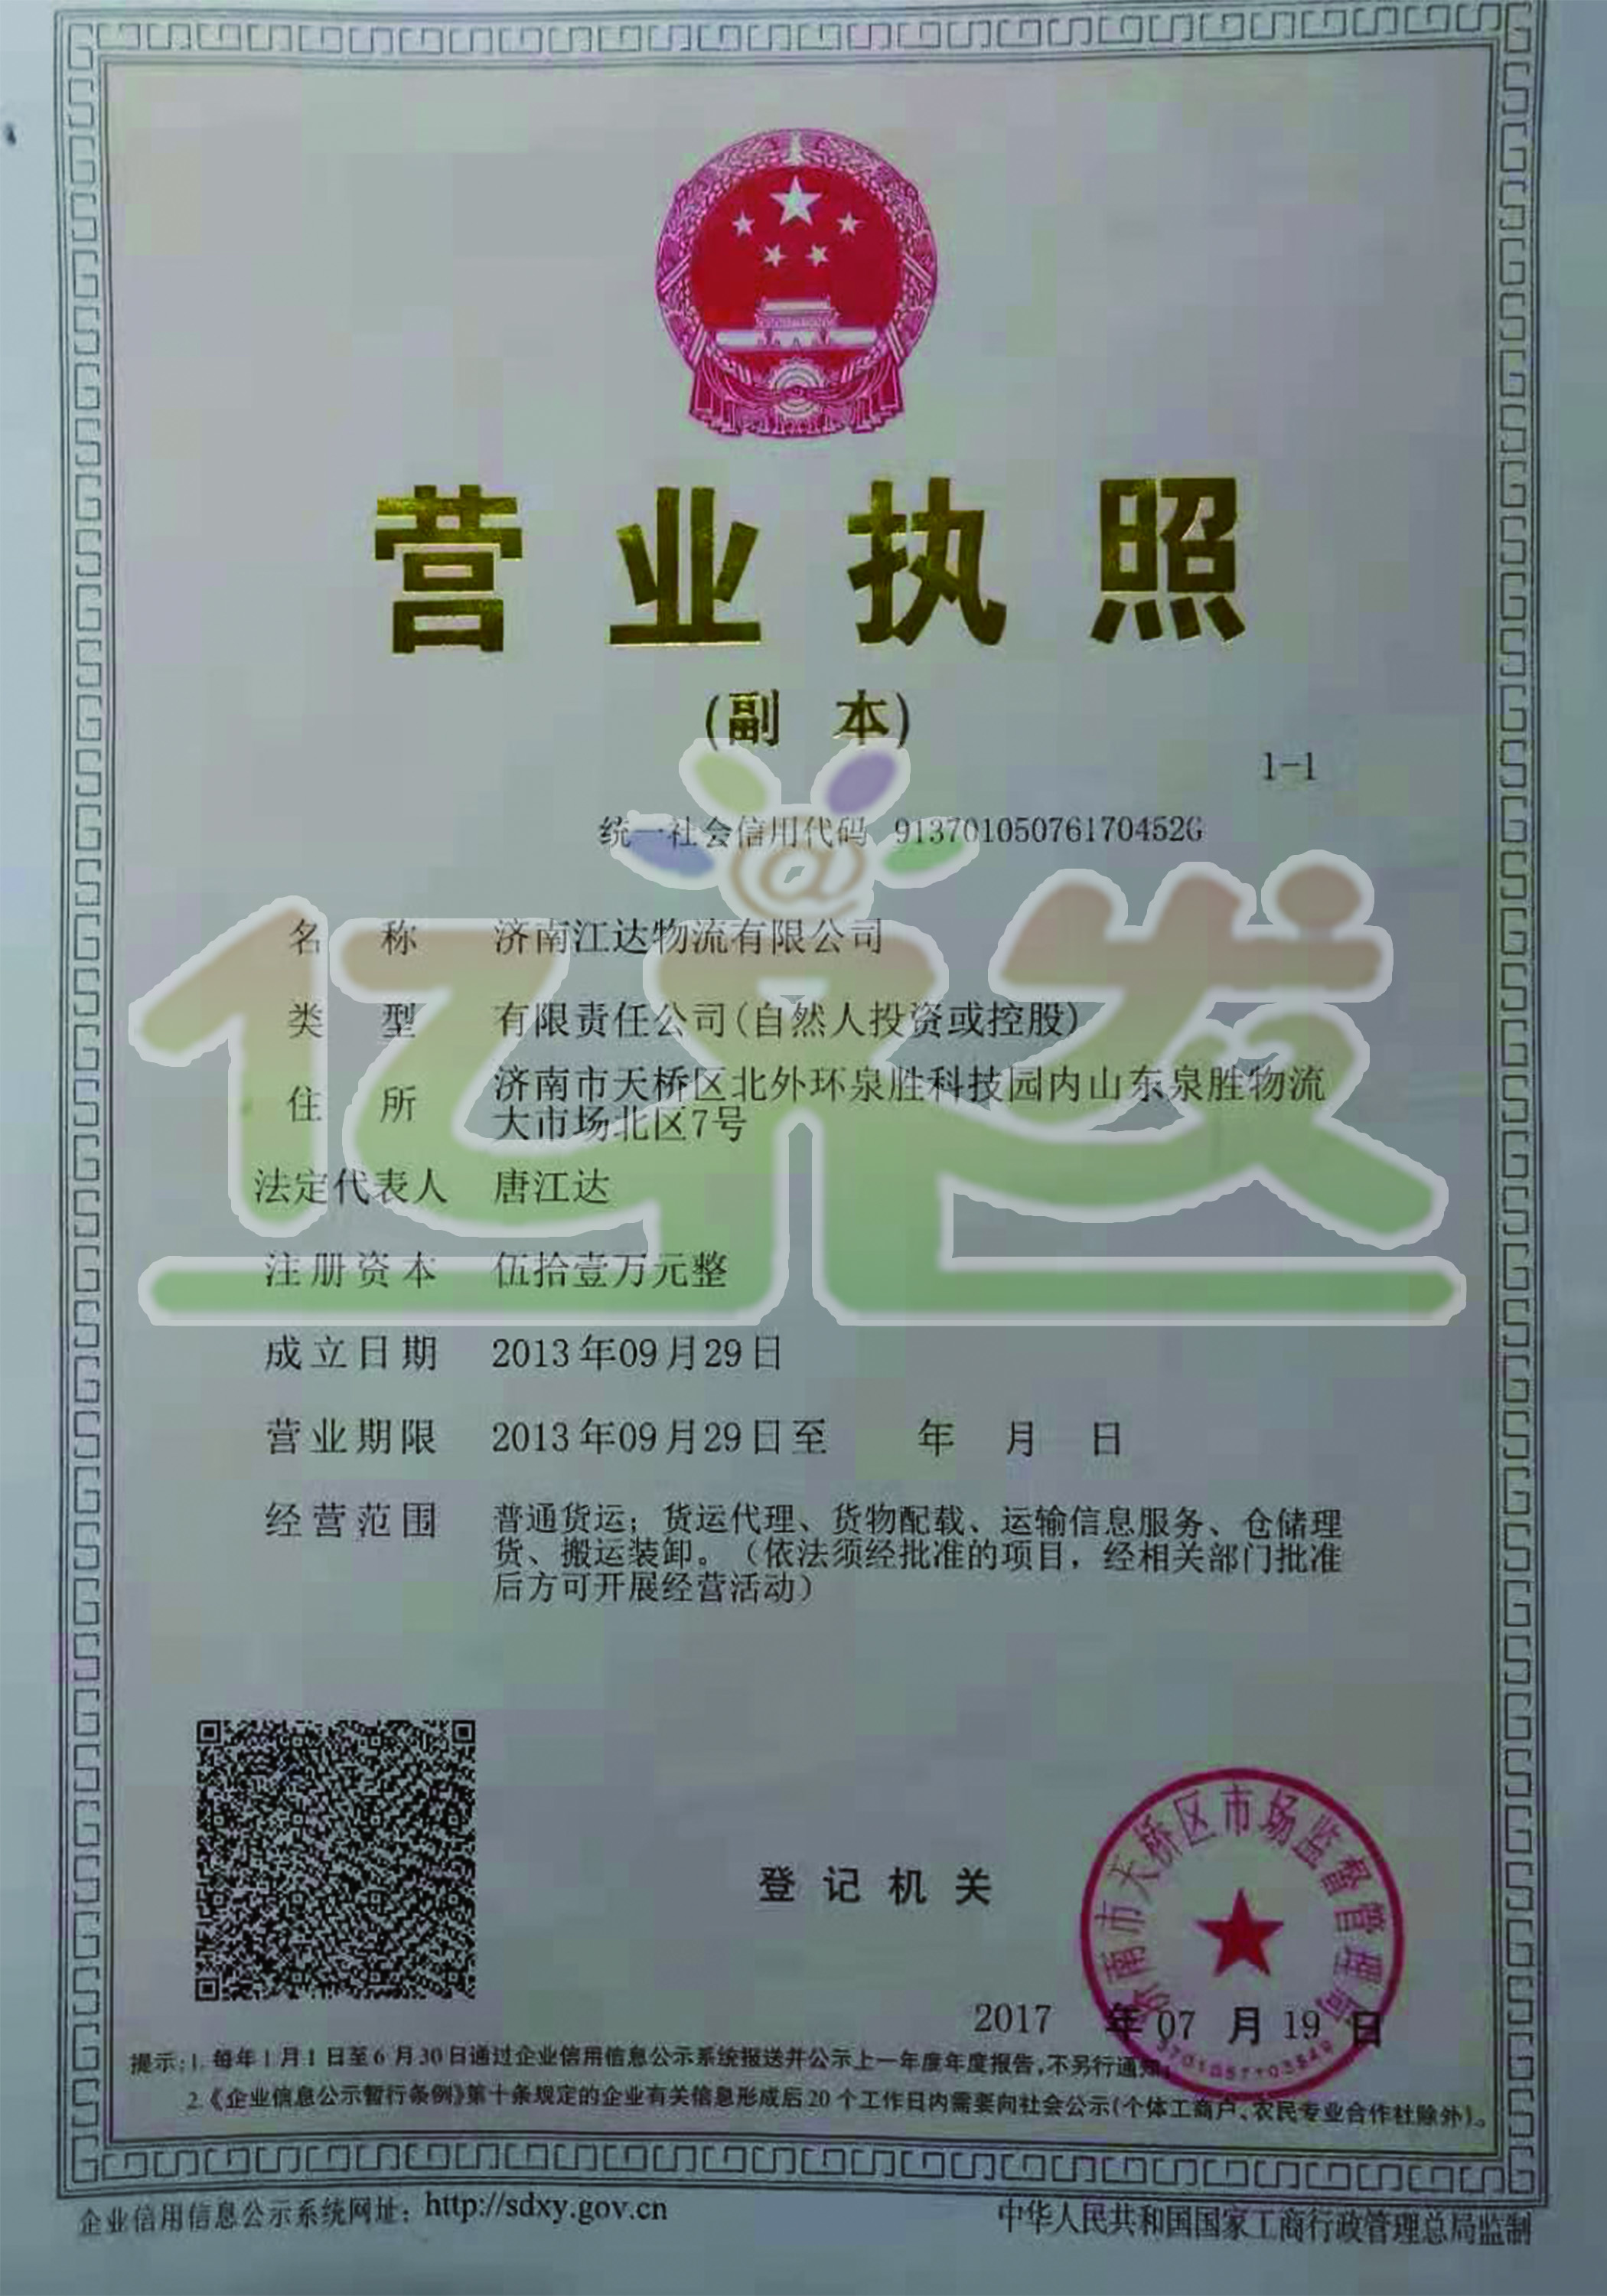 营业执照
(副 本)
1-1
统一社会信用代码 91370105076170452G
名 称 济南江达物流有限公司
类 型 有限责任公司(自然人投资或控股)
住 所 济南市天桥区北外环泉胜科技园内山东泉胜物流
大市场北区7号
法定代表人 唐江达
注册资本 伍拾壹万元整
成立日期 2013年09月29日
营业期限 2013年09月29日至 年 月 日
经营范围 普通货运；货运代理、货物配载、运输信息服务、仓储理
货、搬运装卸。（依法须经批准的项目，经相关部门批准
后方可开展经营活动）
亿界发
登记机关
济南市天桥区市场监督管理局
2017 年 07 月 19 日
提示：1. 每年1月1日至6月30日通过企业信用信息公示系统报送并公示上一年度年度报告，不另行通知；
2.《企业信息公示暂行条例》第十条规定的企业有关信息形成后20个工作日内需要向社会公示（个体工商户、农民专业合作社除外）。
企业信用信息公示系统网址：http://sdxy.gov.cn
中华人民共和国国家工商行政管理总局监制